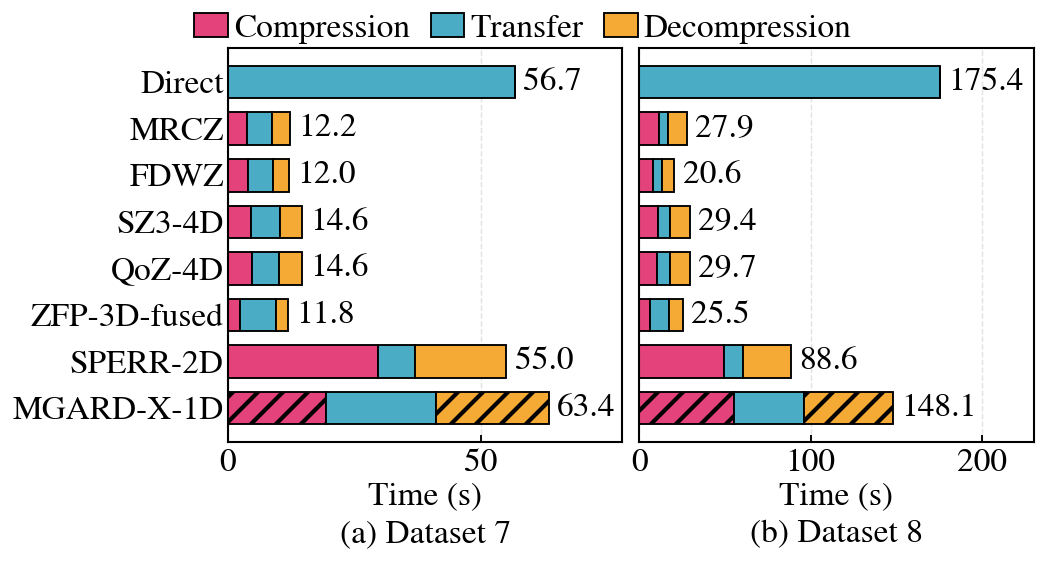 Compression Transfer Decompression
Direct 56.7 175.4
MRCZ 12.2 27.9
FDWZ 12.0 20.6
SZ3-4D 14.6 29.4
QoZ-4D 14.6 29.7
ZFP-3D-fused 11.8 25.5
SPERR-2D 55.0 88.6
MGARD-X-1D 63.4 148.1
0 50 0 100 200
Time (s) Time (s)
(a) Dataset 7 (b) Dataset 8